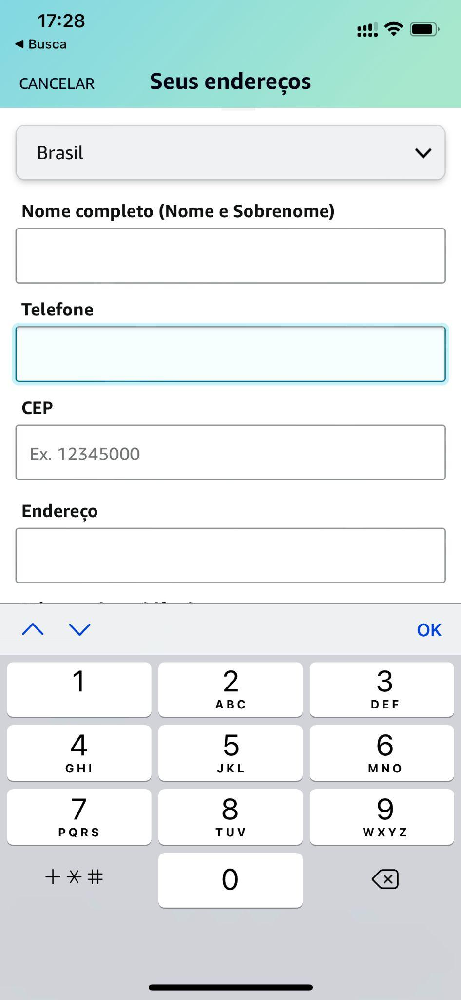 17:28
◀ Busca
CANCELAR
Seus endereços
Brasil
Nome completo (Nome e Sobrenome)
Telefone
CEP
Ex. 12345000
Endereço
OK
1
2
ABC
3
DEF
4
GHI
5
JKL
6
MNO
7
PQRS
8
TUV
9
WXYZ
+*#
0